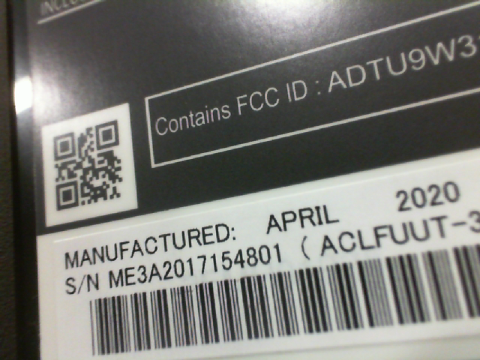 Contains FCC ID : ADTU9W3
MANUFACTURED: APRIL 2020
S/N ME3A2017154801 ( ACLFUUT-3